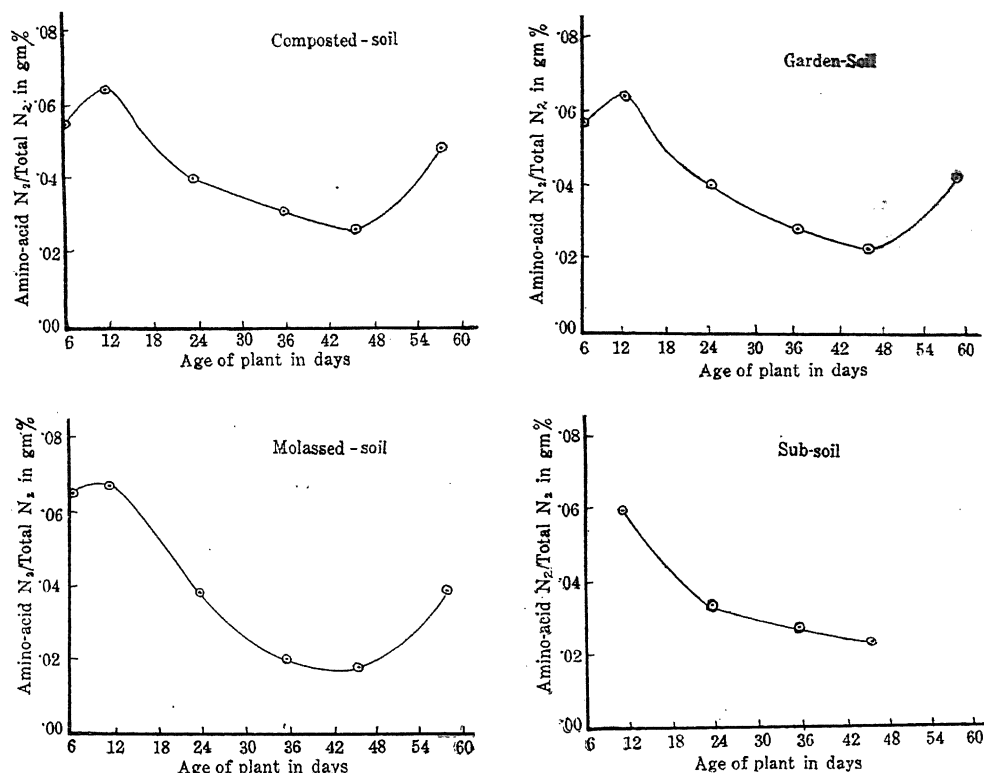 Composted-soil
Amino-acid N₂/Total N₂ in gm%
·08
·06
·04
·02
·00
6 12 18 24 30 36 42 48 54 60
Age of plant in days
Garden-Soil
Amino-acid N₂/Total N₂ in gm%
·08
·06
·04
·02
·00
6 12 18 24 30 36 42 48 54 60
Age of plant in days
Molassed-soil
Amino-acid N₂/Total N₂ in gm%
·08
·06
·04
·02
·00
6 12 18 24 30 36 42 48 54 60
Age of plant in days
Sub-soil
Amino-acid N₂/Total N₂ in gm%
·08
·06
·04
·02
·00
6 12 18 24 30 36 42 48 54 60
Age of plant in days